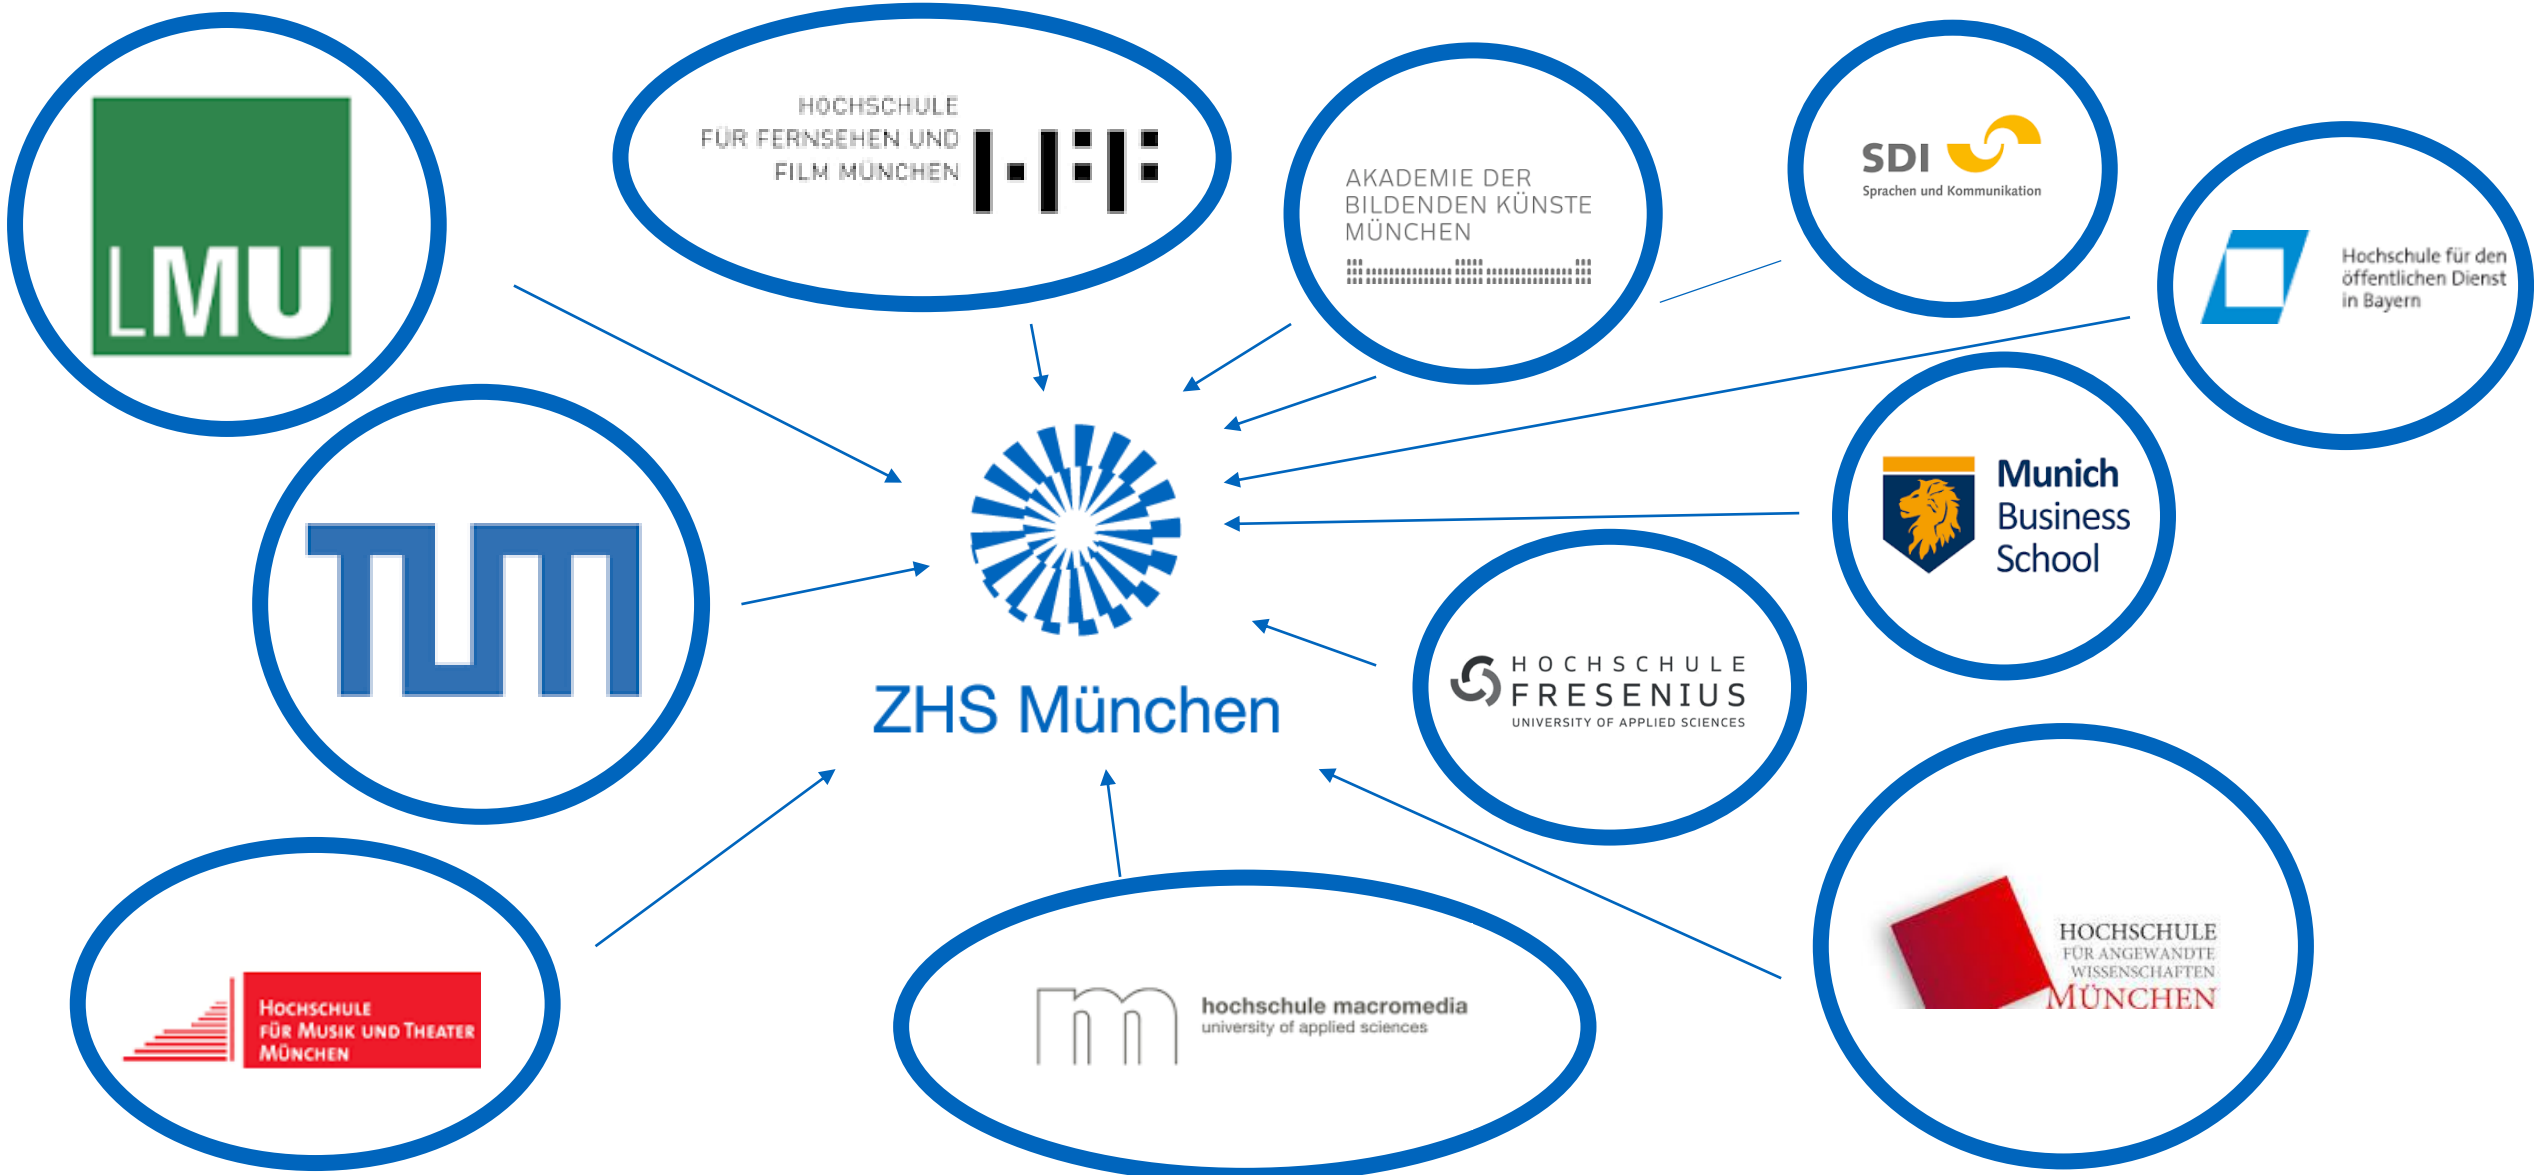 LMU
HOCHSCHULE
FÜR FERNSEHEN UND
FILM MÜNCHEN
HFF
AKADEMIE DER
BILDENDEN KÜNSTE
MÜNCHEN
SDI
Sprachen und Kommunikation
Hochschule für den
öffentlichen Dienst
in Bayern
TUM
ZHS München
Munich
Business
School
HOCHSCHULE
FRESENIUS
UNIVERSITY OF APPLIED SCIENCES
HOCHSCHULE
FÜR MUSIK UND THEATER
MÜNCHEN
m
hochschule macromedia
university of applied sciences
HOCHSCHULE
FÜR ANGEWANDTE
WISSENSCHAFTEN
MÜNCHEN